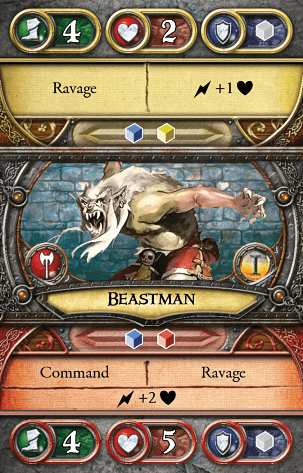 4 2
Ravage +1
I
BEASTMAN
Command Ravage
+2
4 5